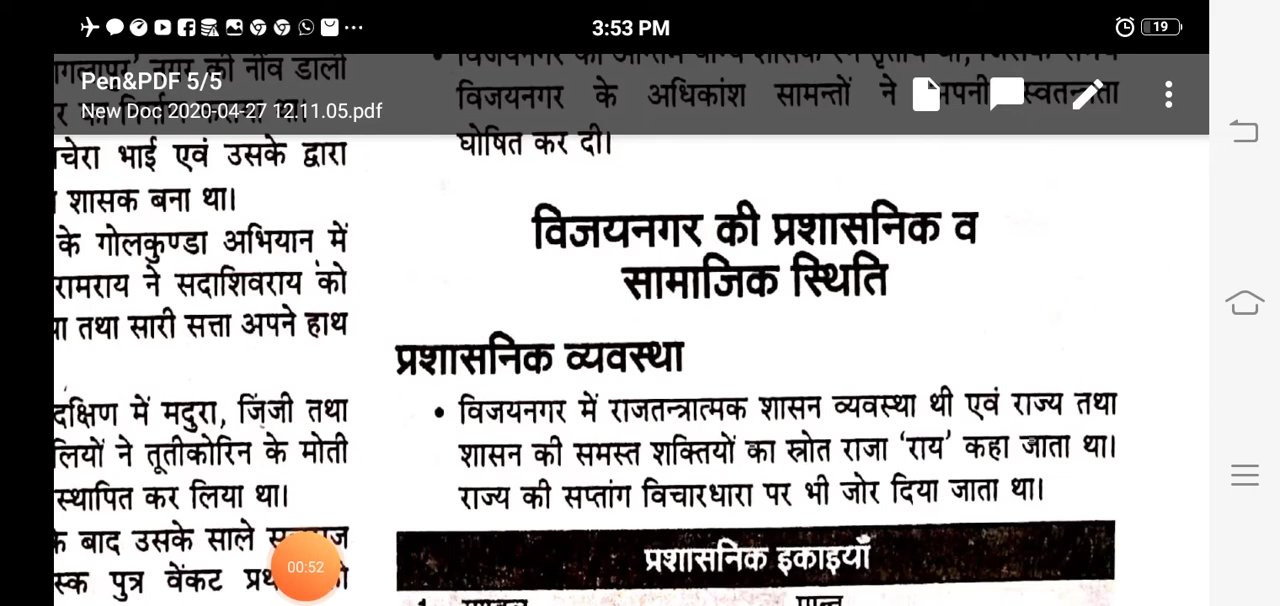 3:53 PM
19
Pen&PDF 5/5
New Doc 2020-04-27 12.11.05.pdf
नगर की नींव डाली
चेरा भाई एवं उसके द्वारा
शासक बना था।
के गोलकुण्डा अभियान में
रामराय ने सदाशिवराय को
तथा सारी सत्ता अपने हाथ
दक्षिण में मदुरा, जिंजी तथा
लियों ने तूतीकोरिन के मोती
स्थापित कर लिया था।
के बाद उसके साले
स्क पुत्र वेंकट
00:52
विजयनगर के अधिकांश सामन्तों ने
घोषित कर दी।
विजयनगर की प्रशासनिक व
सामाजिक स्थिति
प्रशासनिक व्यवस्था
• विजयनगर में राजतन्त्रात्मक शासन व्यवस्था थी एवं राज्य तथा
शासन की समस्त शक्तियों का स्रोत राजा ‘राय’ कहा जाता था।
राज्य की सप्तांग विचारधारा पर भी जोर दिया जाता था।
प्रशासनिक इकाइयाँ